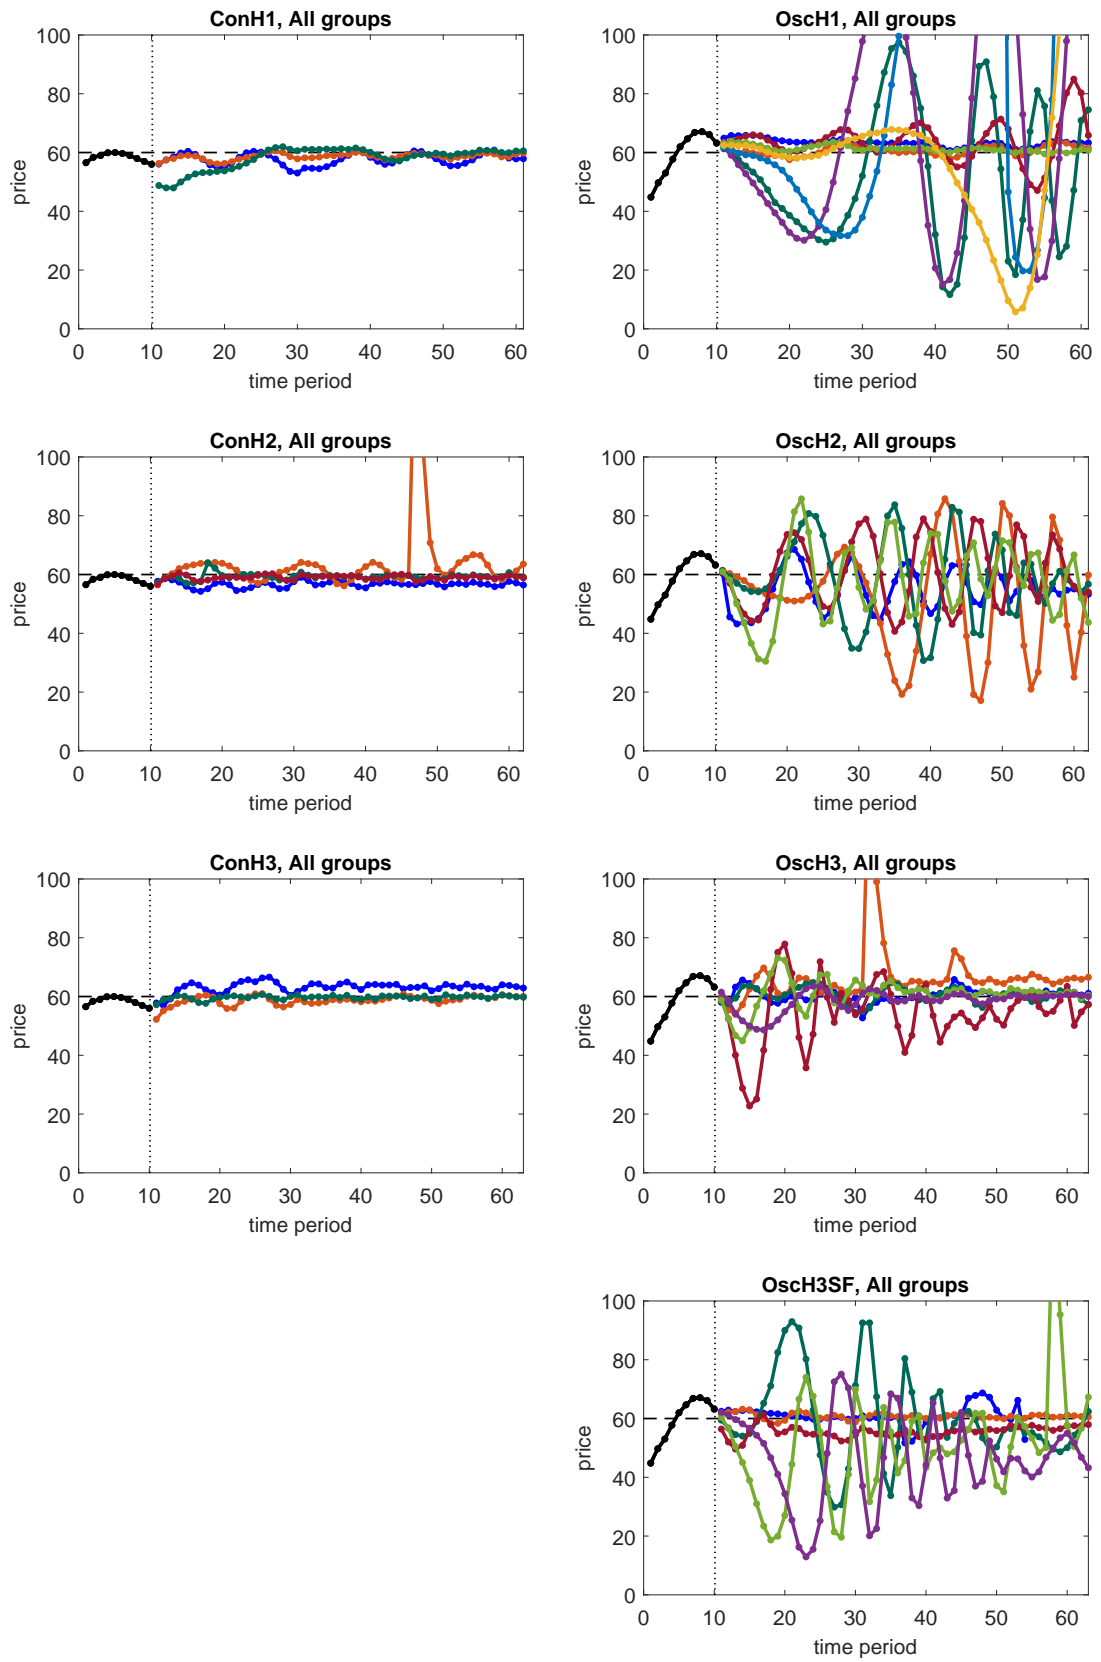 ConH1, All groups
100
80
60
40
20
0
price
0 10 20 30 40 50 60
time period
OscH1, All groups
100
80
60
40
20
0
price
0 10 20 30 40 50 60
time period
ConH2, All groups
100
80
60
40
20
0
price
0 10 20 30 40 50 60
time period
OscH2, All groups
100
80
60
40
20
0
price
0 10 20 30 40 50 60
time period
ConH3, All groups
100
80
60
40
20
0
price
0 10 20 30 40 50 60
time period
OscH3, All groups
100
80
60
40
20
0
price
0 10 20 30 40 50 60
time period
OscH3SF, All groups
100
80
60
40
20
0
price
0 10 20 30 40 50 60
time period